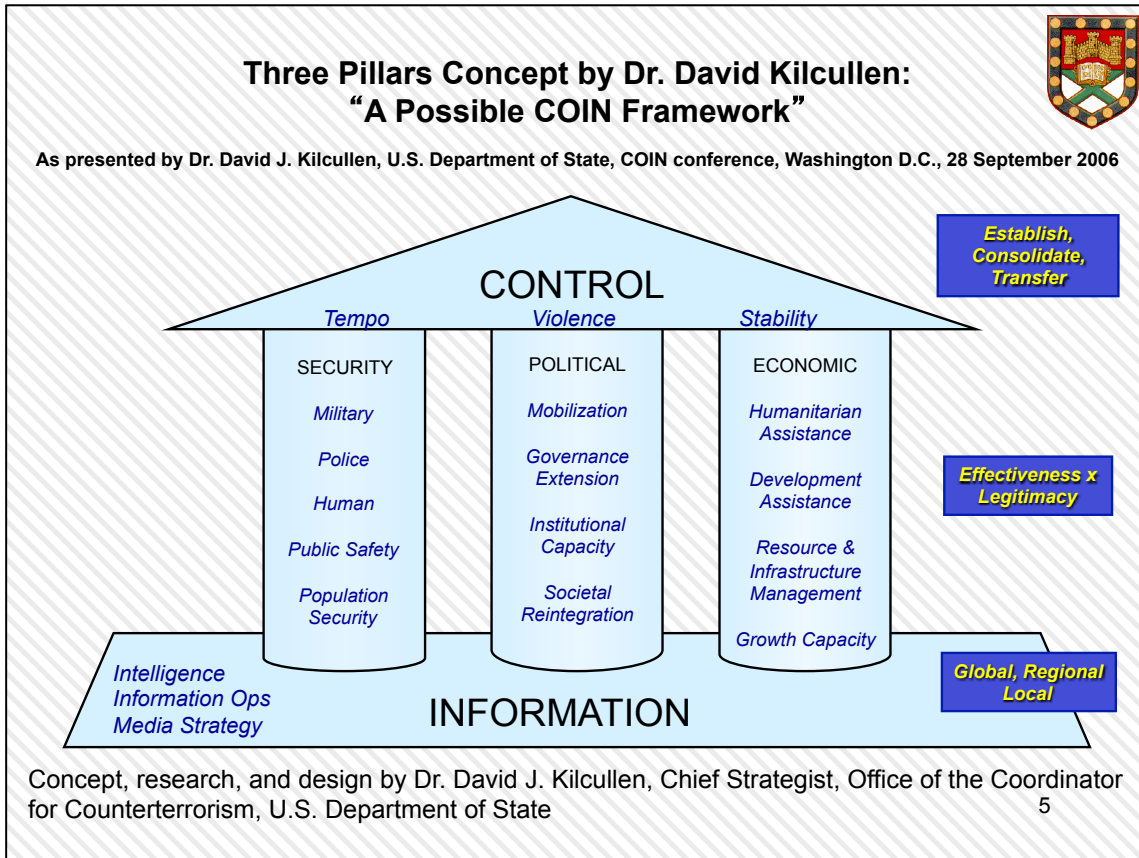 Three Pillars Concept by Dr. David Kilcullen:
“A Possible COIN Framework”
As presented by Dr. David J. Kilcullen, U.S. Department of State, COIN conference, Washington D.C., 28 September 2006
Establish,
Consolidate,
Transfer
CONTROL
Tempo
Violence
Stability
SECURITY
Military
Police
Human
Public Safety
Population
Security
POLITICAL
Mobilization
Governance
Extension
Institutional
Capacity
Societal
Reintegration
ECONOMIC
Humanitarian
Assistance
Development
Assistance
Resource &
Infrastructure
Management
Growth Capacity
Effectiveness x
Legitimacy
Intelligence
Information Ops
Media Strategy
INFORMATION
Global, Regional
Local
Concept, research, and design by Dr. David J. Kilcullen, Chief Strategist, Office of the Coordinator
for Counterterrorism, U.S. Department of State
5